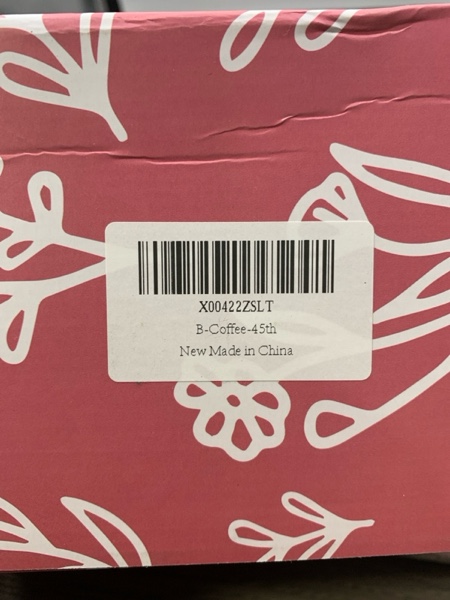 X00422ZSLT
B-Coffee-45th
New Made in China